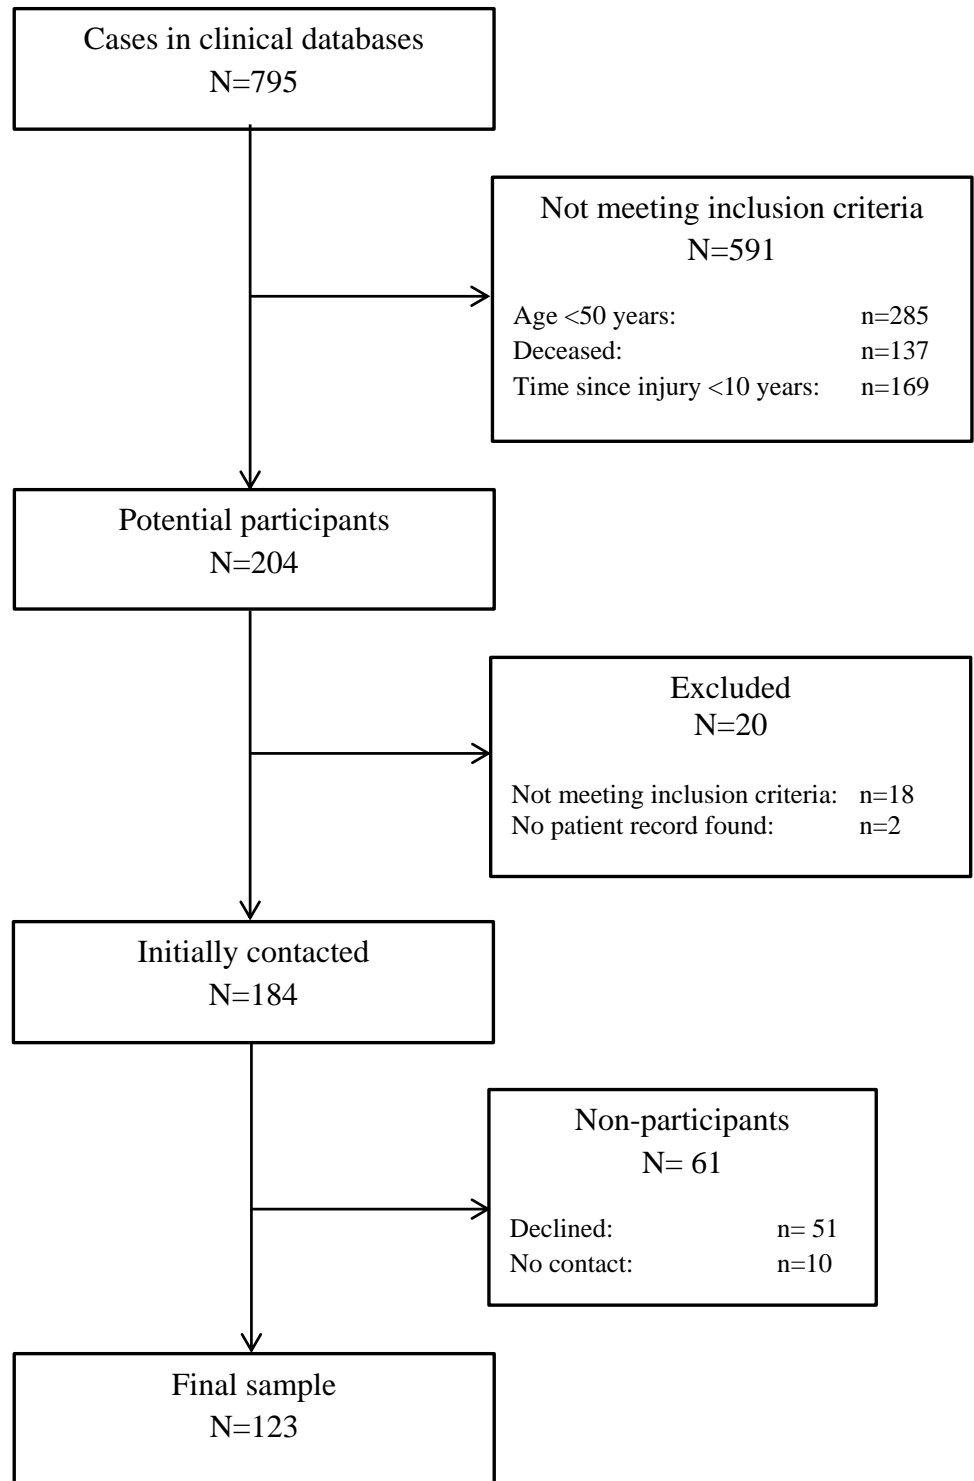 Cases in clinical databases
N=795
Not meeting inclusion criteria
N=591
Age <50 years: n=285
Deceased: n=137
Time since injury <10 years: n=169
Potential participants
N=204
Excluded
N=20
Not meeting inclusion criteria: n=18
No patient record found: n=2
Initially contacted
N=184
Non-participants
N= 61
Declined: n= 51
No contact: n=10
Final sample
N=123